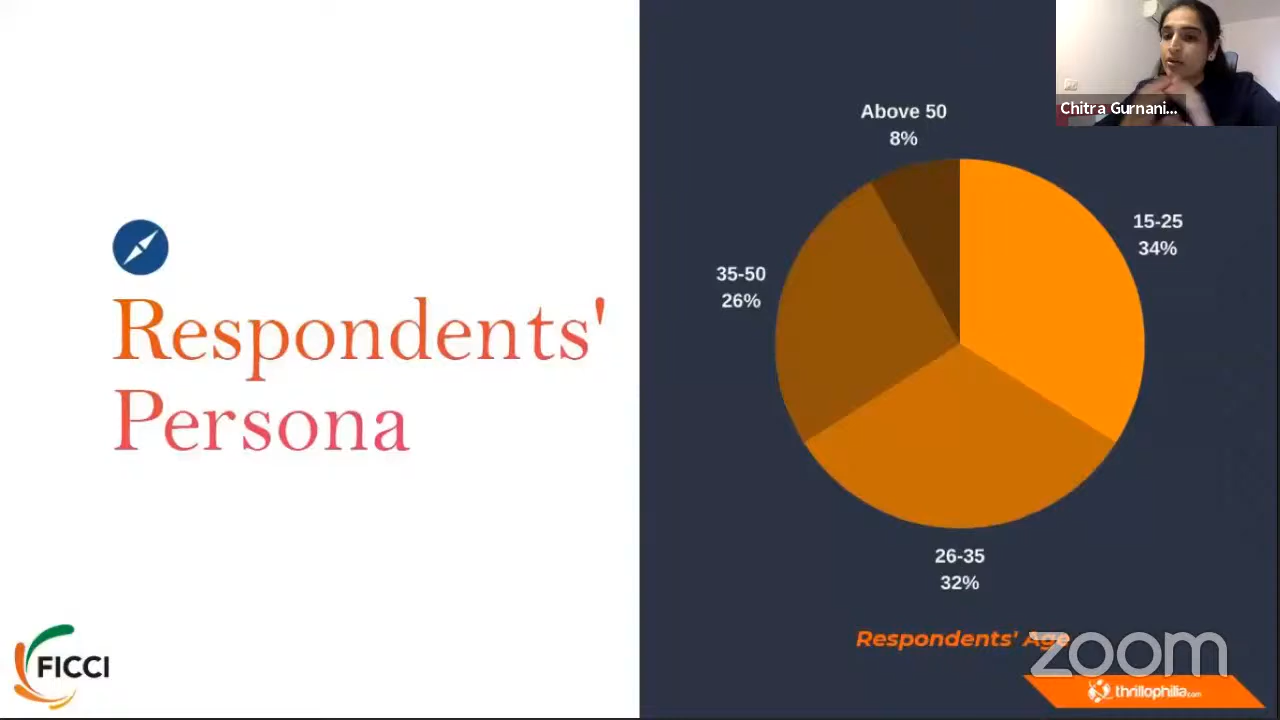 Respondents'
Persona
Above 50
8%
15-25
34%
35-50
26%
26-35
32%
Respondents' Age
Chitra Gurnani...
FICCI
zoom
thrillophilia.com